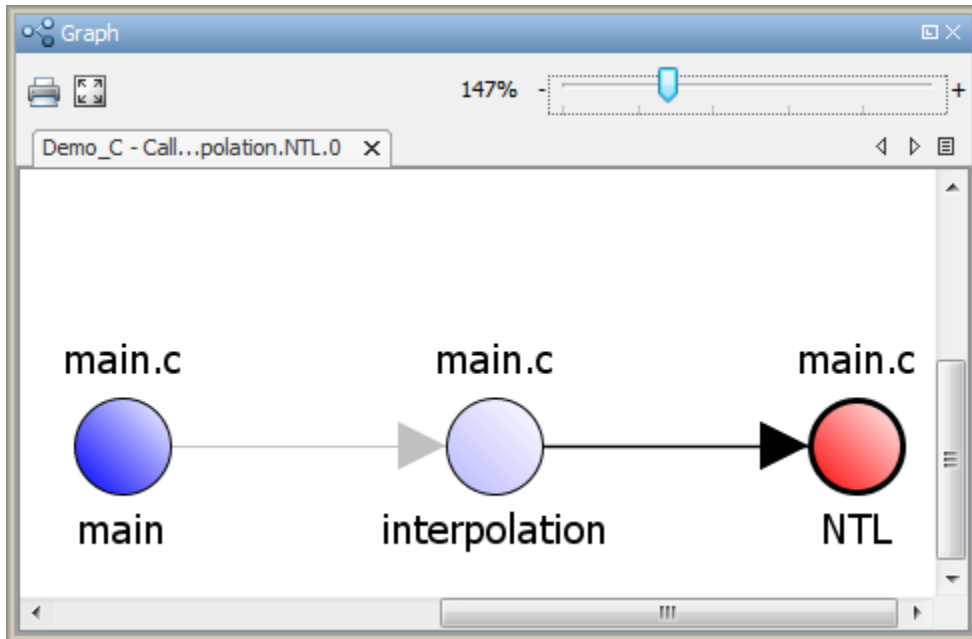 Graph
147% - +
Demo_C - Call...polation.NTL.0
main.c main.c main.c
main interpolation NTL